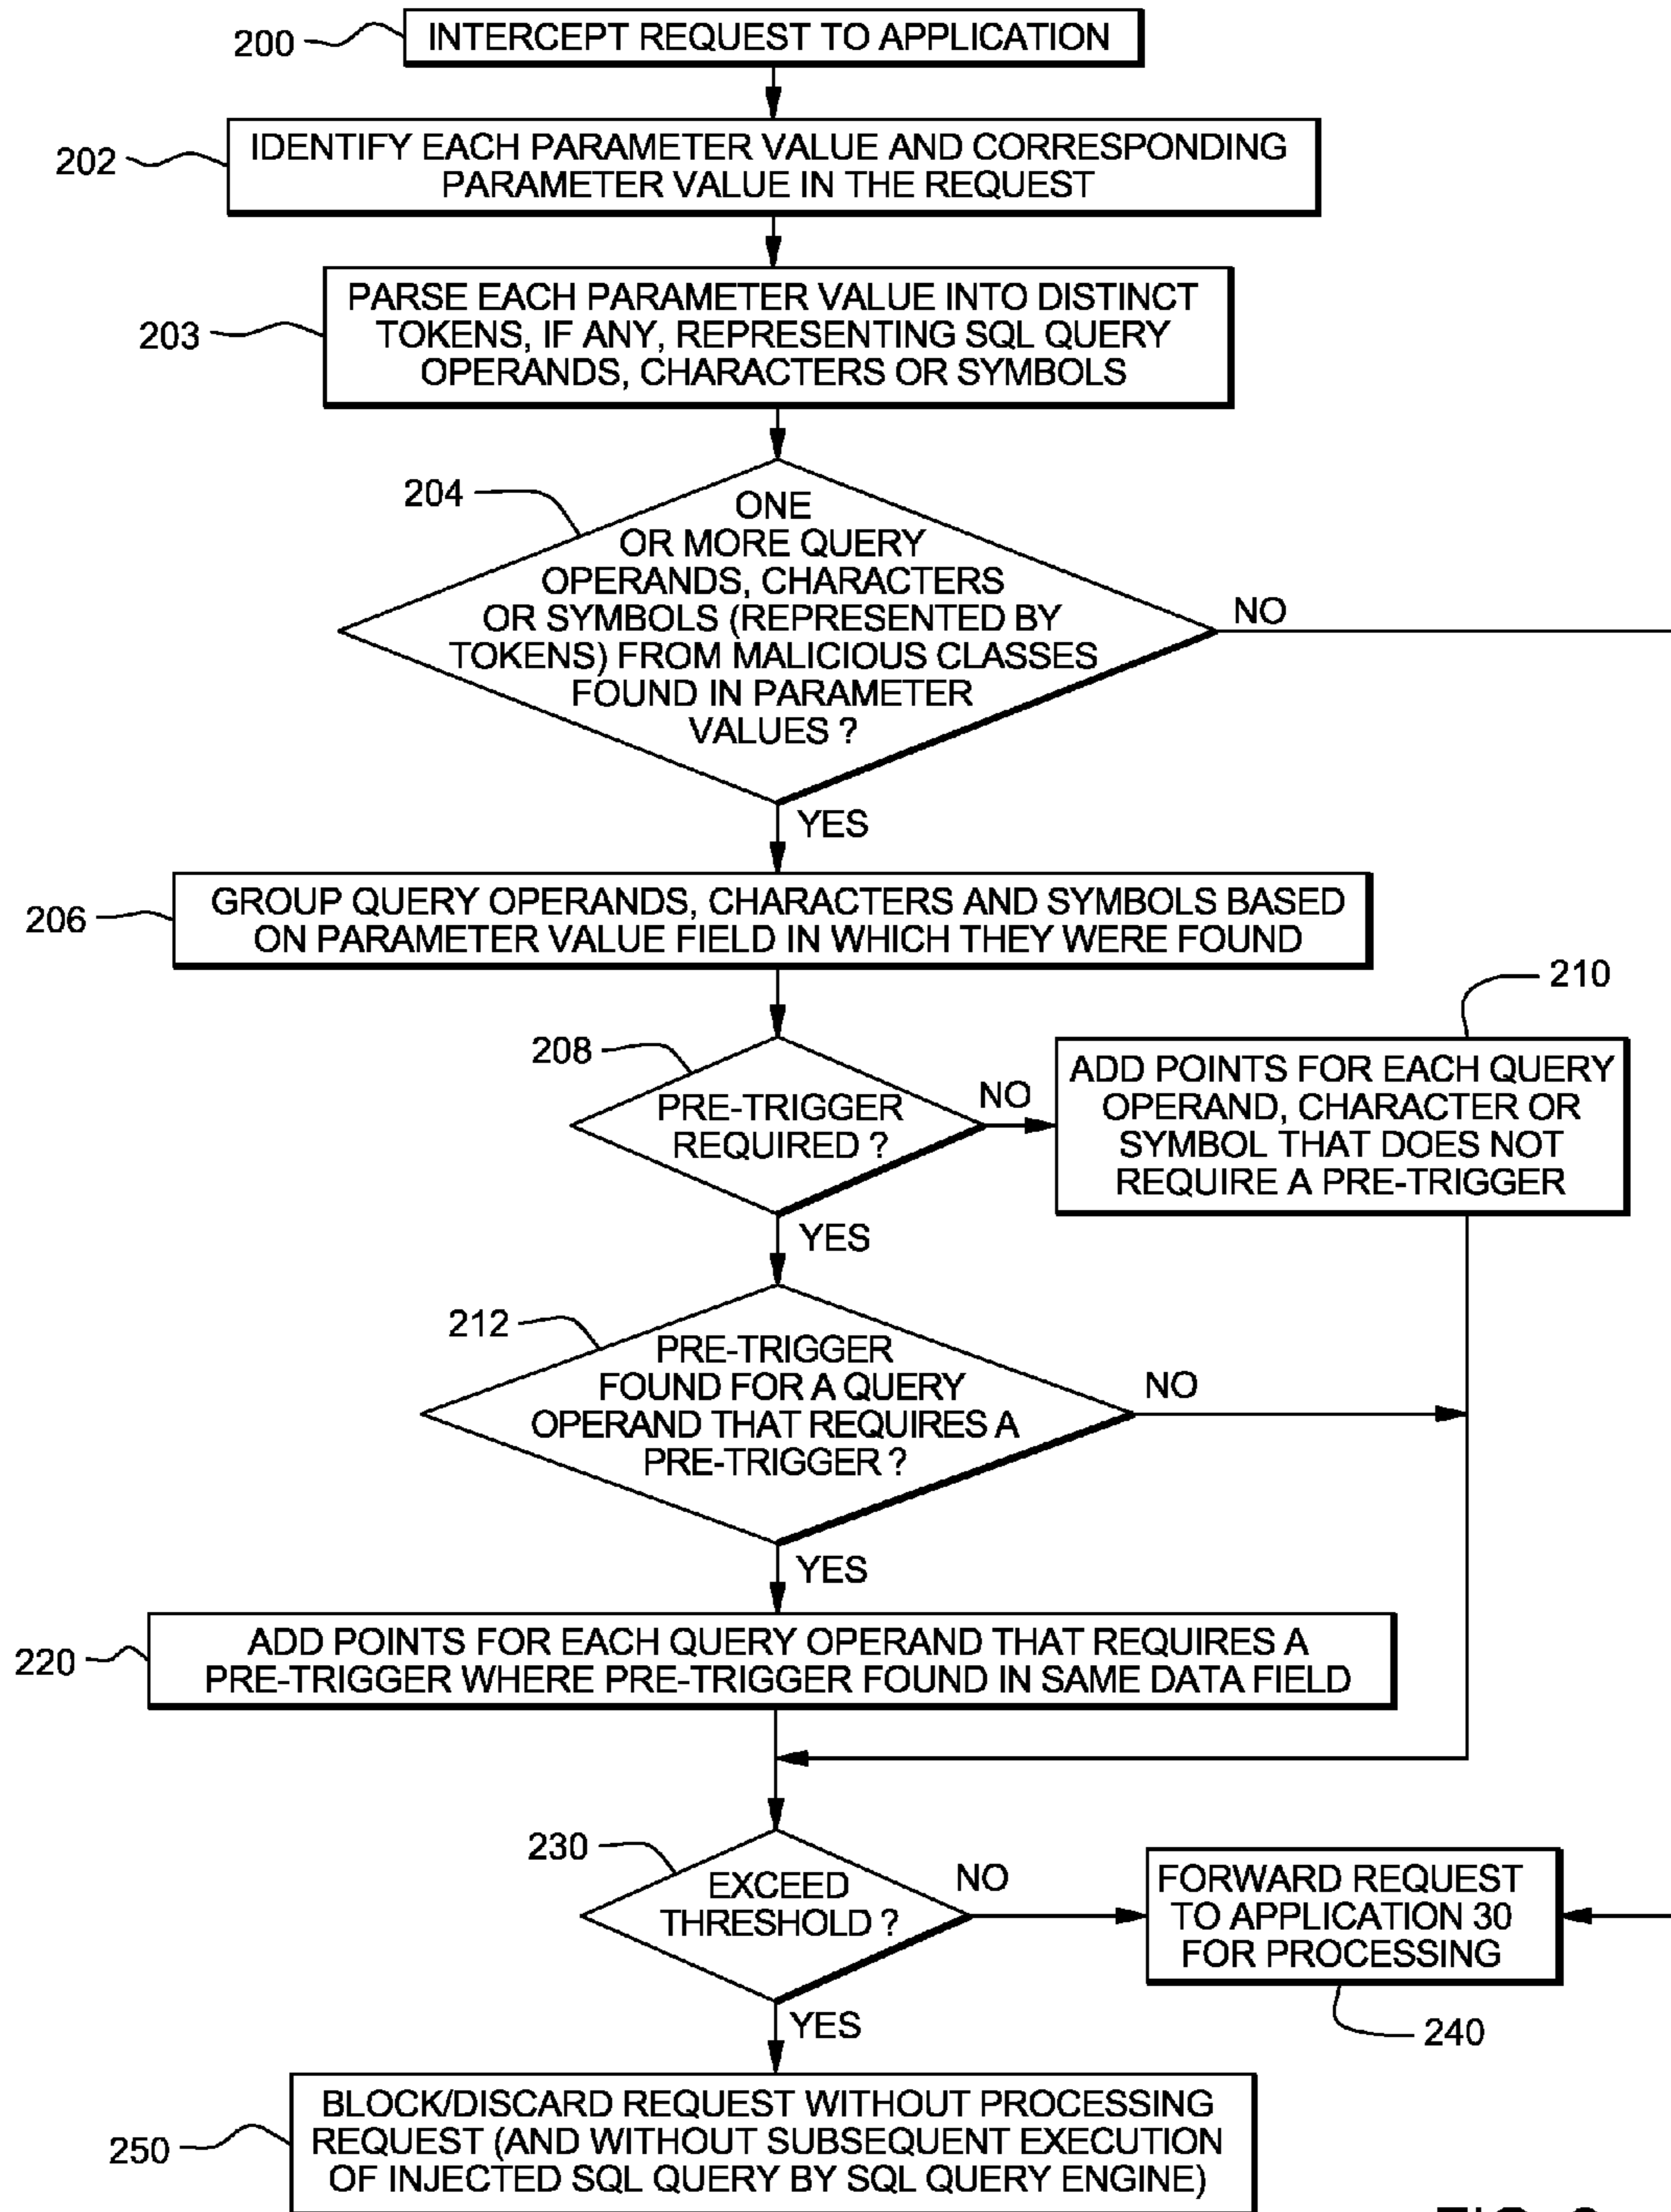 200
INTERCEPT REQUEST TO APPLICATION
202
IDENTIFY EACH PARAMETER VALUE AND CORRESPONDING
PARAMETER VALUE IN THE REQUEST
203
PARSE EACH PARAMETER VALUE INTO DISTINCT
TOKENS, IF ANY, REPRESENTING SQL QUERY
OPERANDS, CHARACTERS OR SYMBOLS
204
ONE
OR MORE QUERY
OPERANDS, CHARACTERS
OR SYMBOLS (REPRESENTED BY
TOKENS) FROM MALICIOUS CLASSES
FOUND IN PARAMETER
VALUES ?
NO
YES
206
GROUP QUERY OPERANDS, CHARACTERS AND SYMBOLS BASED
ON PARAMETER VALUE FIELD IN WHICH THEY WERE FOUND
208
PRE-TRIGGER
REQUIRED ?
NO
YES
210
ADD POINTS FOR EACH QUERY
OPERAND, CHARACTER OR
SYMBOL THAT DOES NOT
REQUIRE A PRE-TRIGGER
212
PRE-TRIGGER
FOUND FOR A QUERY
OPERAND THAT REQUIRES A
PRE-TRIGGER ?
NO
YES
220
ADD POINTS FOR EACH QUERY OPERAND THAT REQUIRES A
PRE-TRIGGER WHERE PRE-TRIGGER FOUND IN SAME DATA FIELD
230
EXCEED
THRESHOLD ?
NO
YES
FORWARD REQUEST
TO APPLICATION 30
FOR PROCESSING
240
250
BLOCK/DISCARD REQUEST WITHOUT PROCESSING
REQUEST (AND WITHOUT SUBSEQUENT EXECUTION
OF INJECTED SQL QUERY BY SQL QUERY ENGINE)